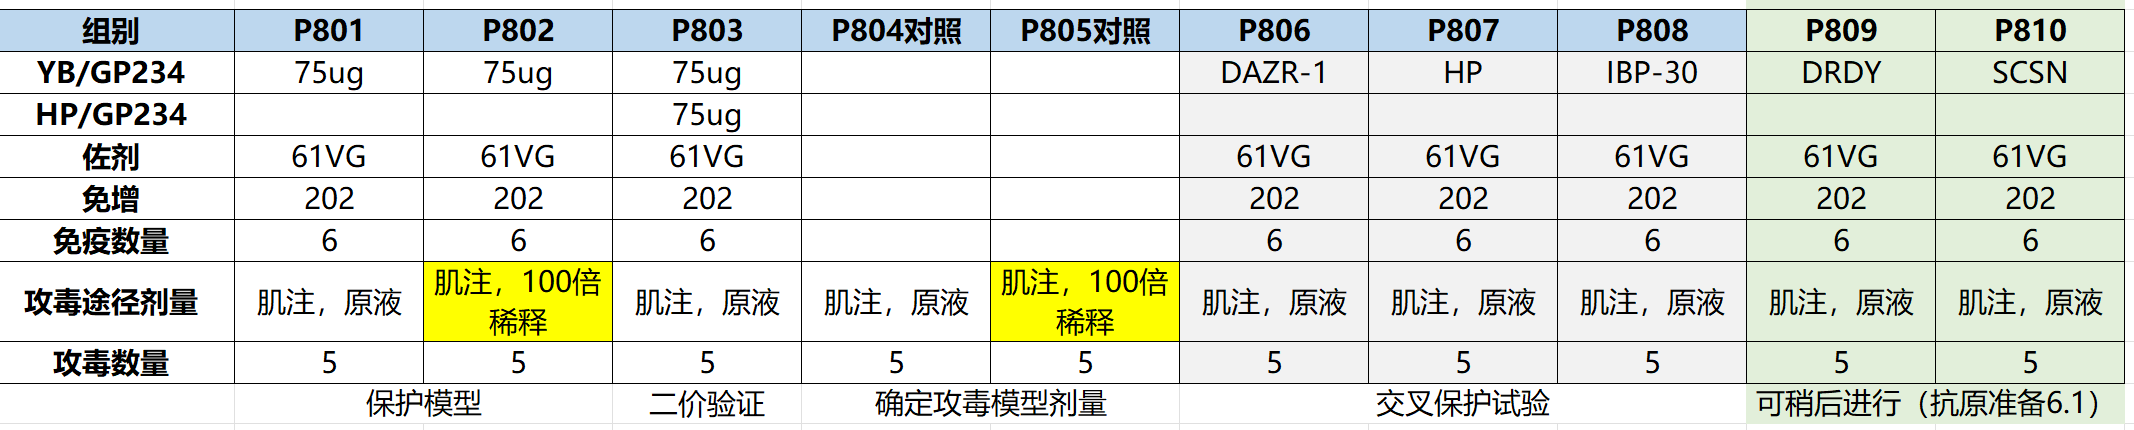 组别 P801 P802 P803 P804对照 P805对照 P806 P807 P808 P809 P810
YB/GP234 75ug 75ug 75ug DAZR-1 HP IBP-30 DRDY SCSN
HP/GP234 75ug
佐剂 61VG 61VG 61VG 61VG 61VG 61VG 61VG 61VG
免增 202 202 202 202 202 202 202 202
免疫数量 6 6 6 6 6 6 6 6
攻毒途径剂量 肌注，原液 肌注，100倍稀释 肌注，原液 肌注，原液 肌注，100倍稀释 肌注，原液 肌注，原液 肌注，原液 肌注，原液 肌注，原液
攻毒数量 5 5 5 5 5 5 5 5 5 5
保护模型 二价验证 确定攻毒模型剂量 交叉保护试验 可稍后进行（抗原准备6.1）